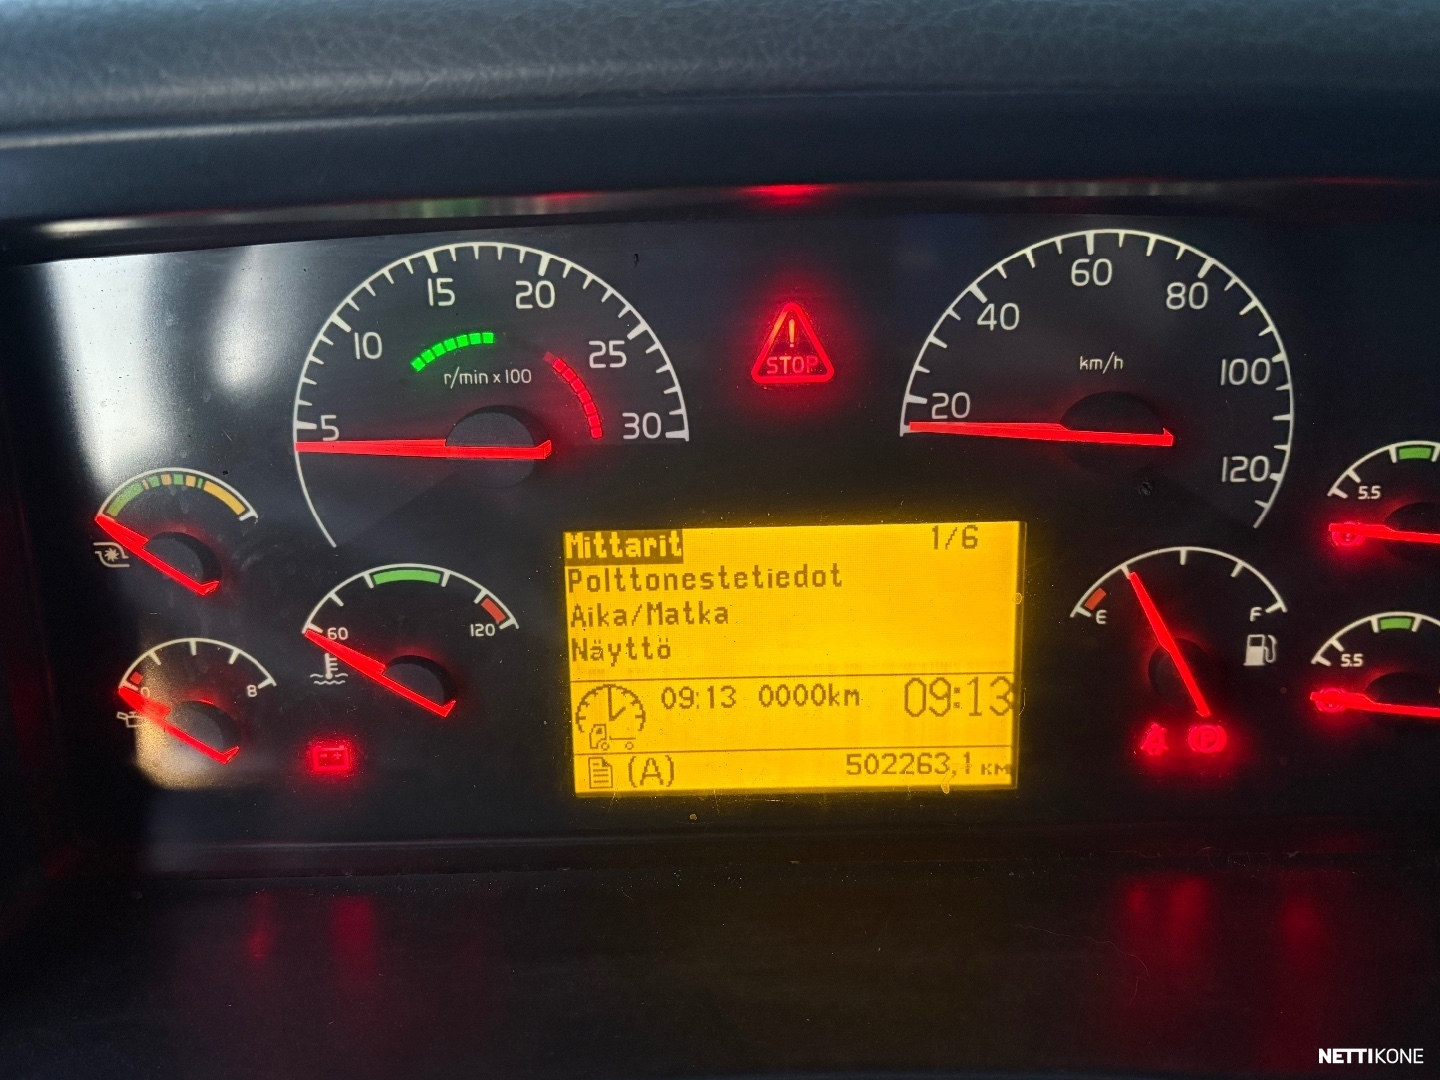 5
10
15
20
25
30
r/min x 100
STOP
20
40
60
80
100
120
km/h
5.5
60
120
0
8
E
F
5.5
Mittarit 1/6
Polttonestetiedot
Aika/Matka
Näyttö
09:13 0000km 09:13
(A) 502263,1 KM
P
NETTIKONE